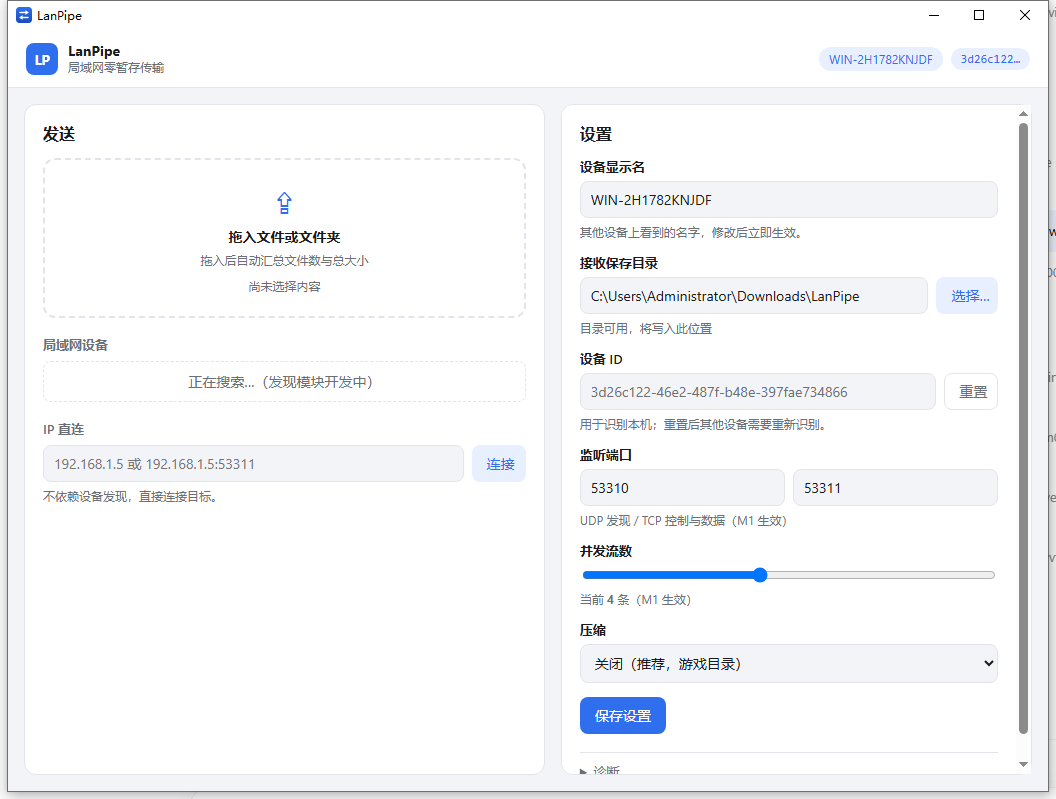 LanPipe
LP
LanPipe
局域网零暂存传输
WIN-2H1782KNJDF
3d26c122…
发送
拖入文件或文件夹
拖入后自动汇总文件数与总大小
尚未选择内容
局域网设备
正在搜索...（发现模块开发中）
IP 直连
192.168.1.5 或 192.168.1.5:53311
连接
不依赖设备发现，直接连接目标。
设置
设备显示名
WIN-2H1782KNJDF
其他设备上看到的名字，修改后立即生效。
接收保存目录
C:\Users\Administrator\Downloads\LanPipe
选择...
目录可用，将写入此位置
设备 ID
3d26c122-46e2-487f-b48e-397fae734866
重置
用于识别本机；重置后其他设备需要重新识别。
监听端口
53310
53311
UDP 发现 / TCP 控制与数据（M1 生效）
并发流数
当前 4 条（M1 生效）
压缩
关闭（推荐，游戏目录）
保存设置
诊断